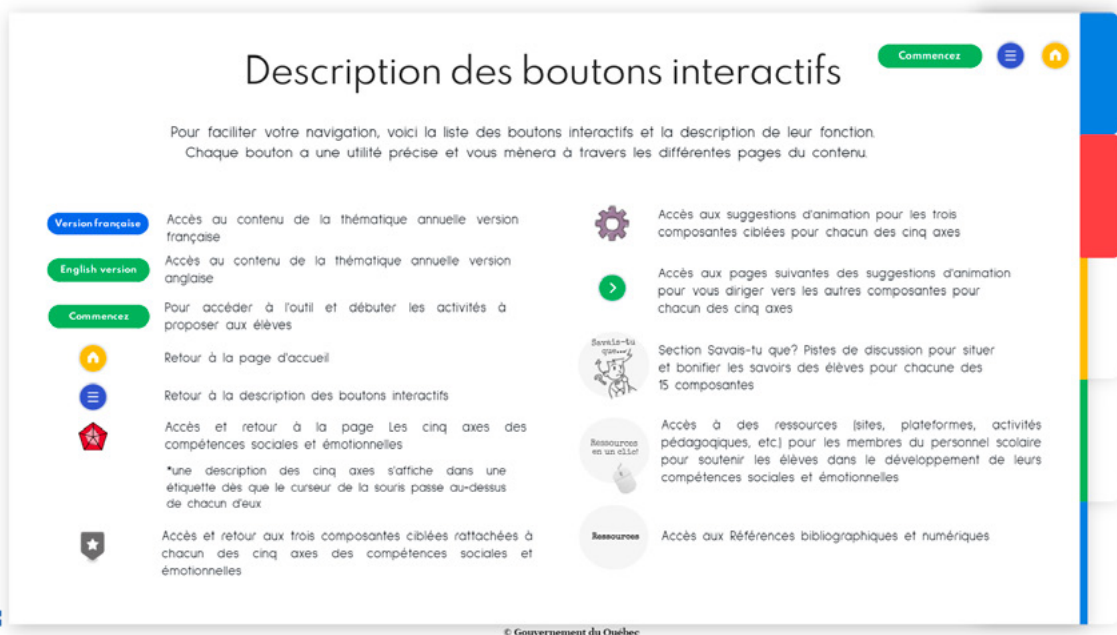 Commencez
Description des boutons interactifs
Pour faciliter votre navigation, voici la liste des boutons interactifs et la description de leur fonction.
Chaque bouton a une utilité précise et vous mènera à travers les différentes pages du contenu.
Version française
Accès au contenu de la thématique annuelle version
française
English version
Accès au contenu de la thématique annuelle version
anglaise
Commencez
Pour accéder à l'outil et débuter les activités à
proposer aux élèves
Retour à la page d'accueil
Retour à la description des boutons interactifs
Accès et retour à la page Les cinq axes des
compétences sociales et émotionnelles
*une description des cinq axes s'affiche dans une
étiquette dès que le curseur de la souris passe au-dessus
de chacun d'eux
Accès et retour aux trois composantes ciblées rattachées à
chacun des cinq axes des compétences sociales et
émotionnelles
Accès aux suggestions d'animation pour les trois
composantes ciblées pour chacun des cinq axes
Accès aux pages suivantes des suggestions d'animation
pour vous diriger vers les autres composantes pour
chacun des cinq axes
Savais-tu
que...?
Section Savais-tu que? Pistes de discussion pour situer
et bonifier les savoirs des élèves pour chacune des
15 composantes
Ressources
en un clic!
Accès à des ressources (sites, plateformes, activités
pédagogiques, etc.) pour les membres du personnel scolaire
pour soutenir les élèves dans le développement de leurs
compétences sociales et émotionnelles
Ressources
Accès aux Références bibliographiques et numériques
© Gouvernement du Québec